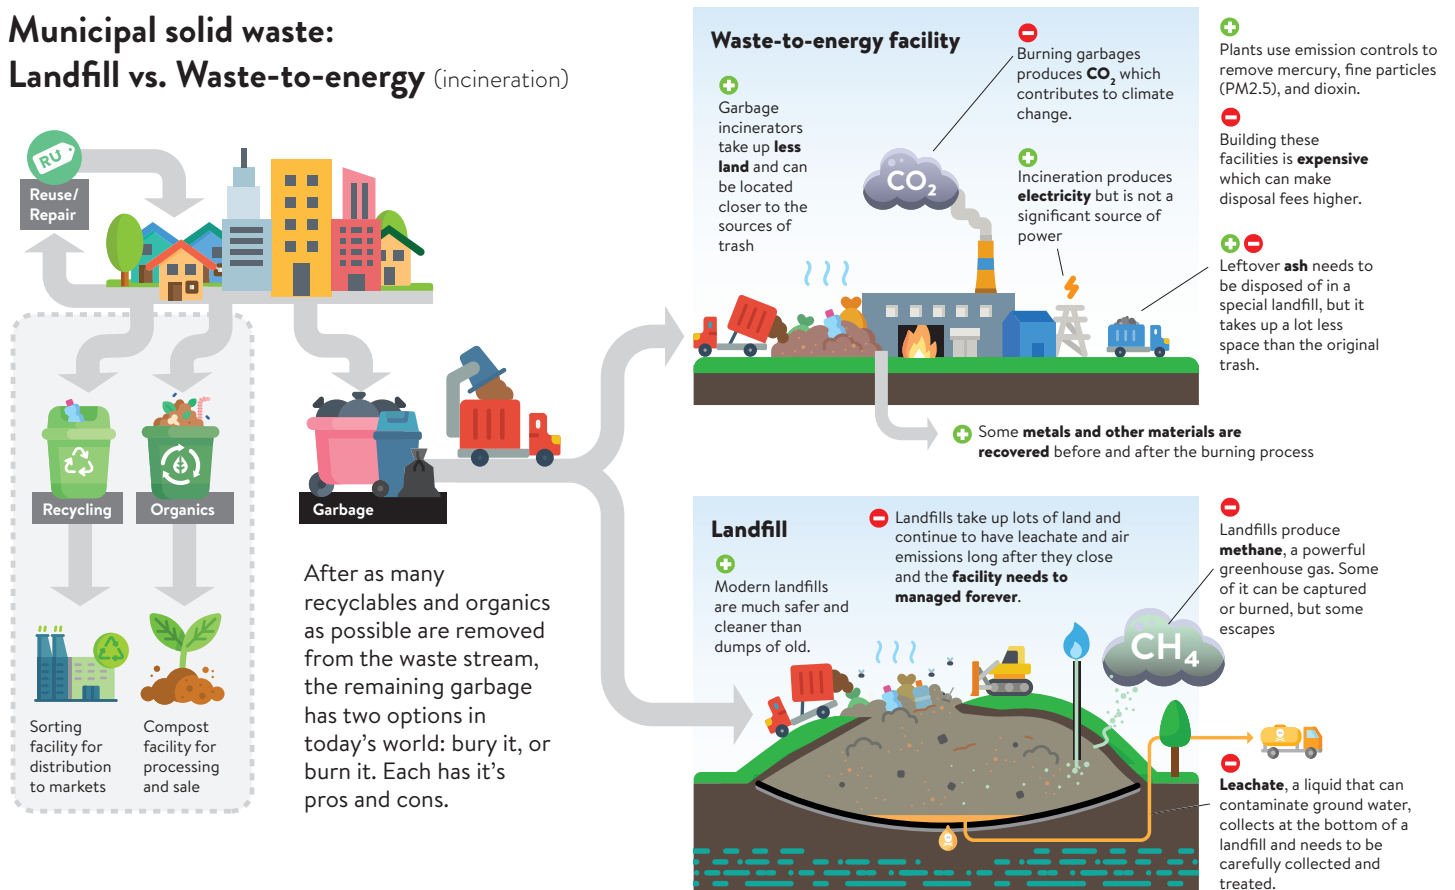 Municipal solid waste:
Landfill vs. Waste-to-energy (incineration)
RU
Reuse/
Repair
Recycling
Organics
Garbage
Sorting
facility for
distribution
to markets
Compost
facility for
processing
and sale
After as many
recyclables and organics
as possible are removed
from the waste stream,
the remaining garbage
has two options in
today's world: bury it, or
burn it. Each has it's
pros and cons.
Waste-to-energy facility
Garbage
incinerators
take up less
land and can
be located
closer to the
sources of
trash
Burning garbages
produces CO₂ which
contributes to climate
change.
CO₂
Incineration produces
electricity but is not a
significant source of
power
Plants use emission controls to
remove mercury, fine particles
(PM2.5), and dioxin.
Building these
facilities is expensive
which can make
disposal fees higher.
Leftover ash needs to
be disposed of in a
special landfill, but it
takes up a lot less
space than the original
trash.
Some metals and other materials are
recovered before and after the burning process
Landfill
Modern landfills
are much safer and
cleaner than
dumps of old.
Landfills take up lots of land and
continue to have leachate and air
emissions long after they close
and the facility needs to
managed forever.
Landfills produce
methane, a powerful
greenhouse gas. Some
of it can be captured
or burned, but some
escapes
CH₄
Leachate, a liquid that can
contaminate ground water,
collects at the bottom of a
landfill and needs to be
carefully collected and
treated.